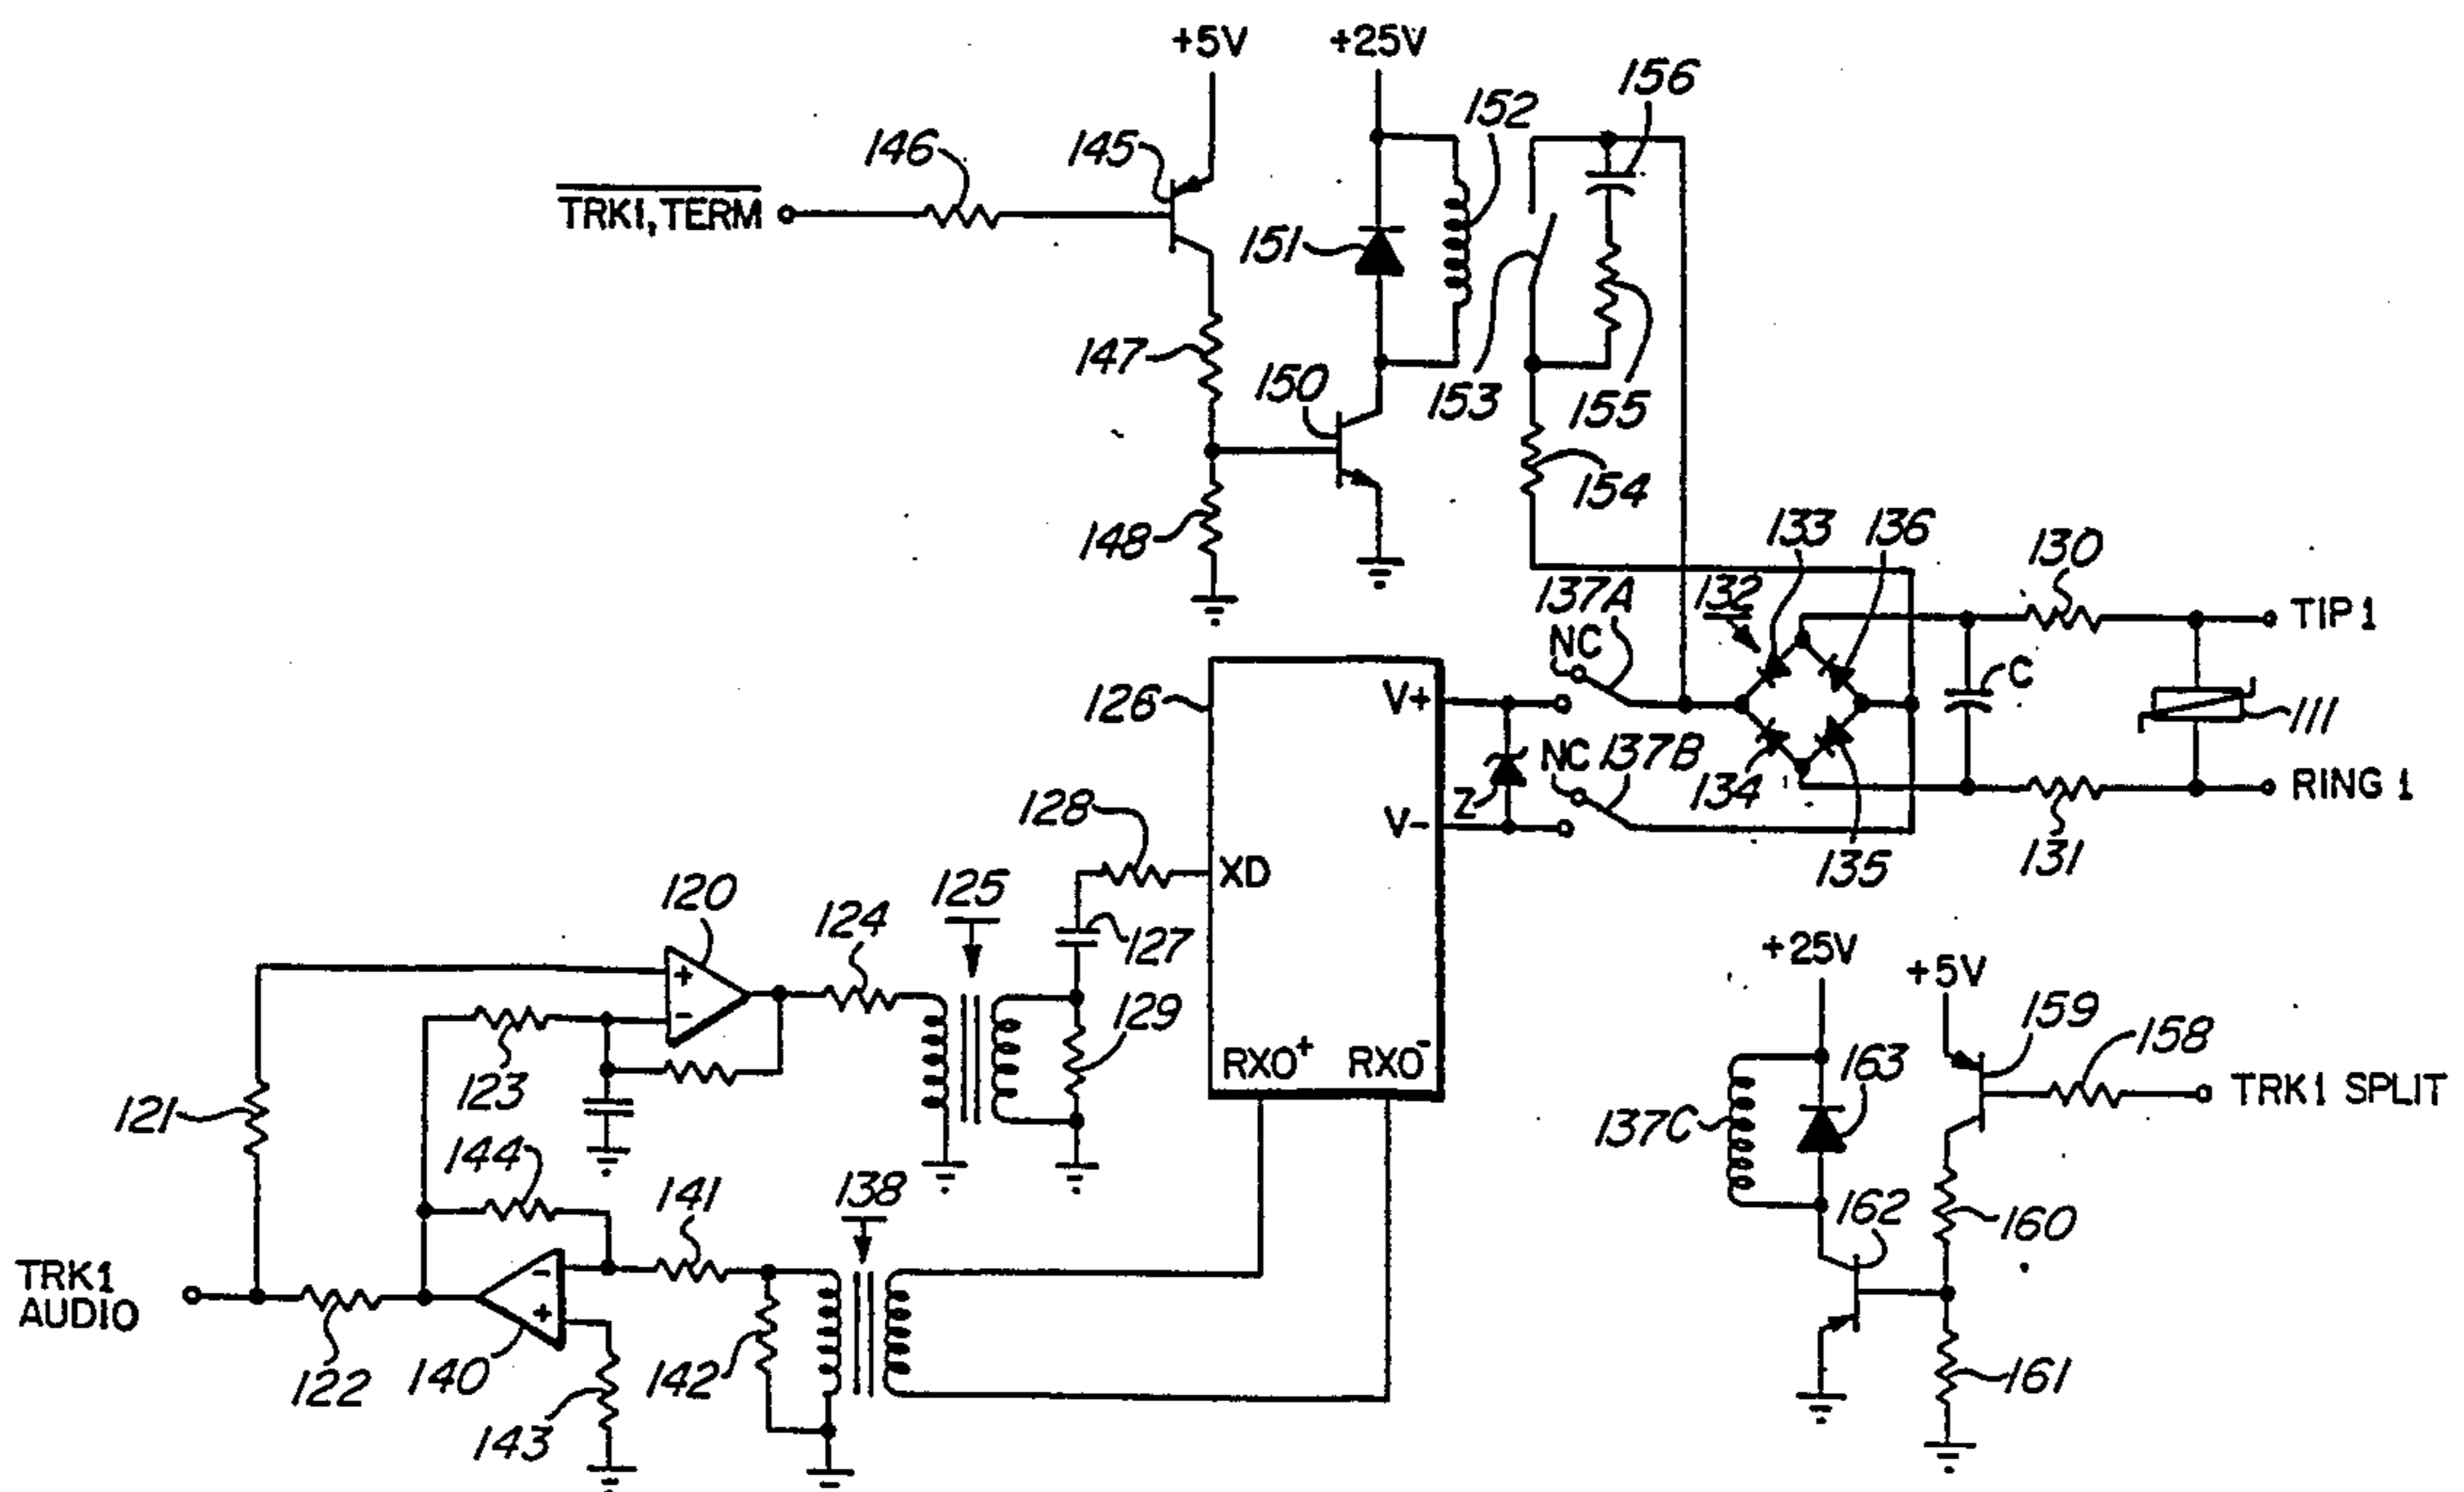 +5V
+25V
156
152
146
145
TRK1, TERM
151
147
150
153
155
154
148
133
136
130
132
137A
TIP 1
NC
C
126
V+
111
NC
137B
Z
134
RING 1
128
V-
135
131
XD
120
125
124
127
+25V
+5V
+
-
129
159
158
123
RXO+
RXO-
163
TRK1 SPLIT
121
137C
144
138
141
162
160
TRK1
AUDIO
-
+
122
140
142
161
143